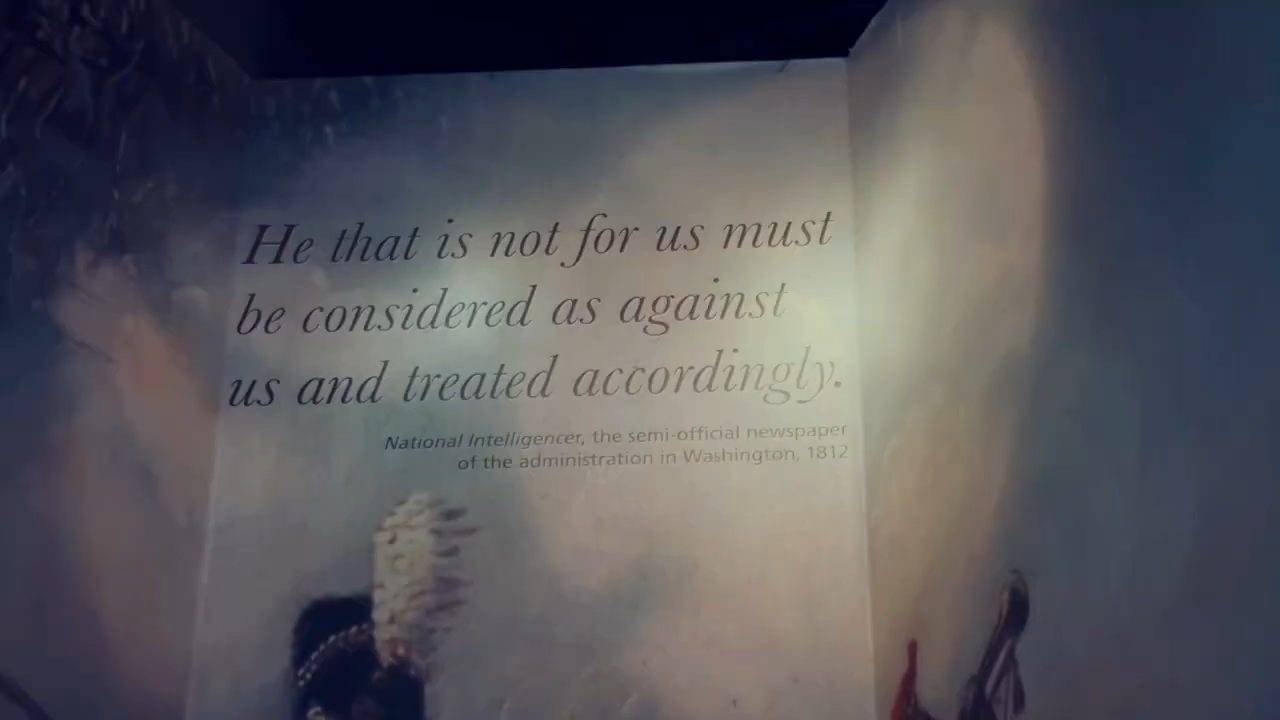 He that is not for us must
be considered as against
us and treated accordingly.
National Intelligencer, the semi-official newspaper
of the administration in Washington, 1812